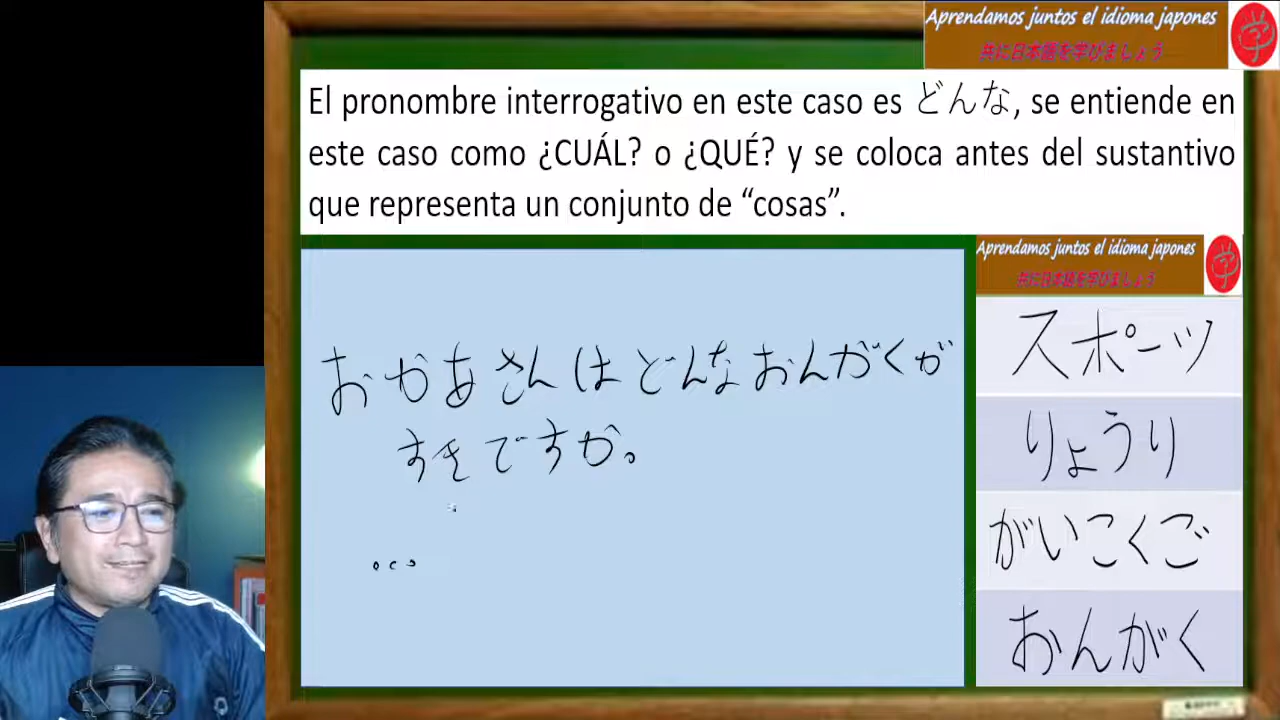 Aprendamos juntos el idioma japones
共に日本語を学びましょう
El pronombre interrogativo en este caso es どんな, se entiende en
este caso como ¿CUÁL? o ¿QUÉ? y se coloca antes del sustantivo
que representa un conjunto de “cosas”.
おかあさんはどんなおんがくが
すきですか。
...
Aprendamos juntos el idioma japones
共に日本語を学びましょう
スポーツ
りょうり
がいこくご
おんがく